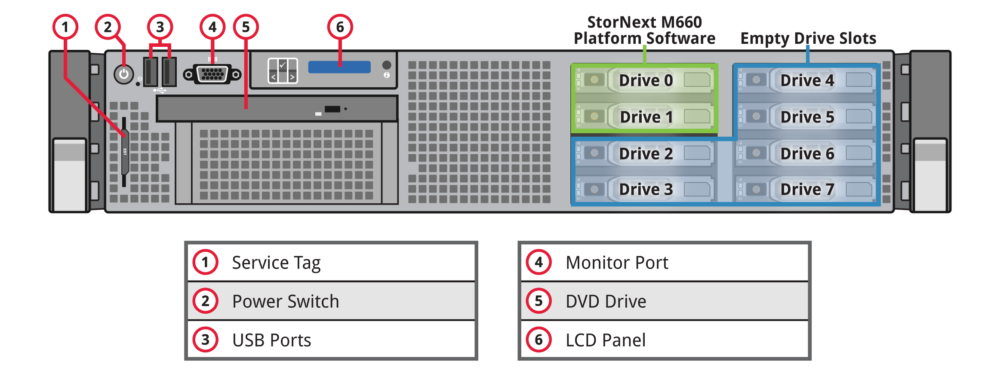 1 2 3 4 5 6
StorNext M660
Platform Software
Empty Drive Slots
Drive 0
Drive 4
Drive 1
Drive 5
Drive 2
Drive 6
Drive 3
Drive 7
EST
1 Service Tag
2 Power Switch
3 USB Ports
4 Monitor Port
5 DVD Drive
6 LCD Panel